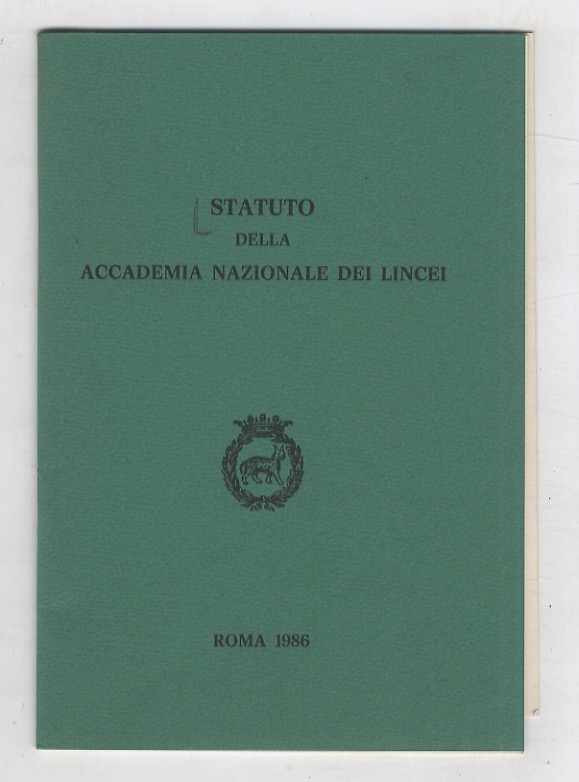 STATUTO
DELLA
ACCADEMIA NAZIONALE DEI LINCEI
ROMA 1986